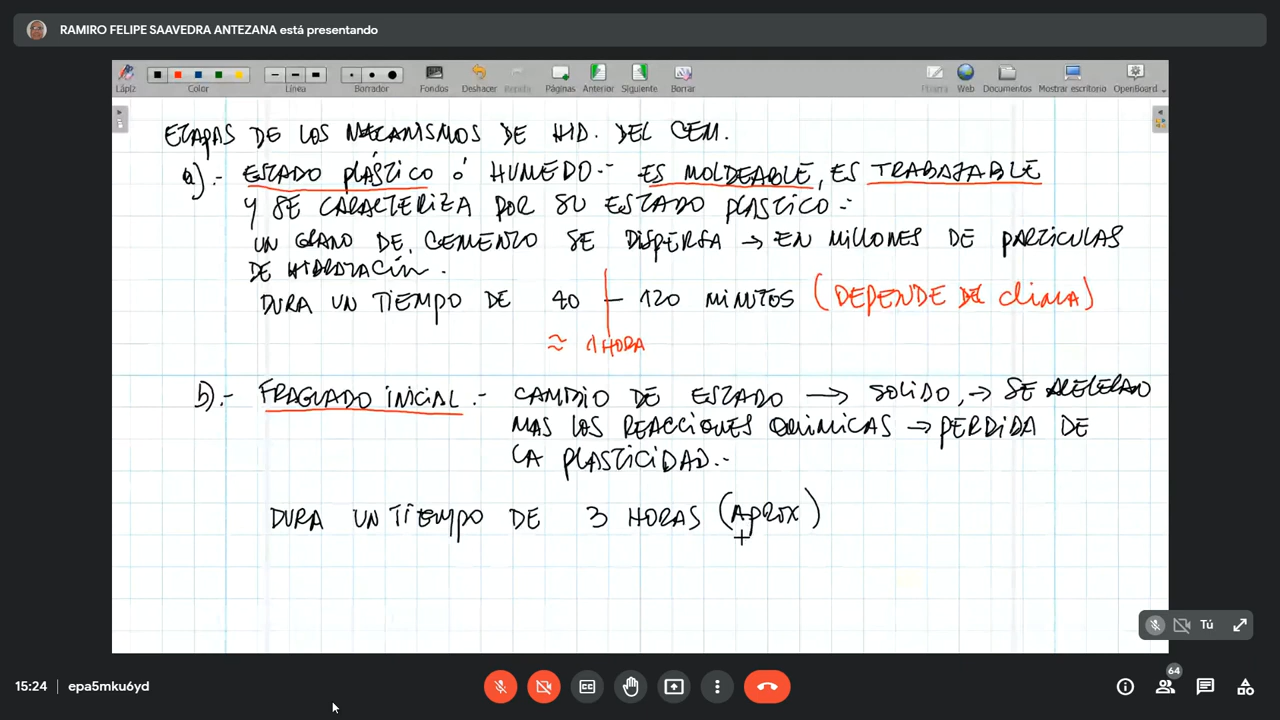 RAMIRO FELIPE SAAVEDRA ANTEZANA está presentando
Lápiz Color Línea Borrador Fondos Deshacer Repetir Páginas Anterior Siguiente Borrar Pizarra Web Documentos Mostrar escritorio OpenBoard
ETAPAS DE LOS MECANISMOS DE HID. DEL CEM.
a).- ESTADO PLÁSTICO ó HUMEDO.- ES MOLDEABLE, ES TRABAJABLE
Y SE CARACTERIZA POR SU ESTADO PLASTICO.-
UN GRANO DE CEMENTO SE DISPERSA → EN MILLONES DE PARTICULAS
DE HIDRATACIÓN.
DURA UN TIEMPO DE 40 – 120 MINUTOS (DEPENDE DEL CLIMA)
≈ 1 HORA
b).- FRAGUADO INICIAL.- CAMBIO DE ESTADO → SOLIDO, → SE ACELERAN
MAS LOS REACCIONES QUIMICAS → PERDIDA DE
LA PLASTICIDAD.-
DURA UN TIEMPO DE 3 HORAS (APROX)
Tú
15:24 | epa5mku6yd
64